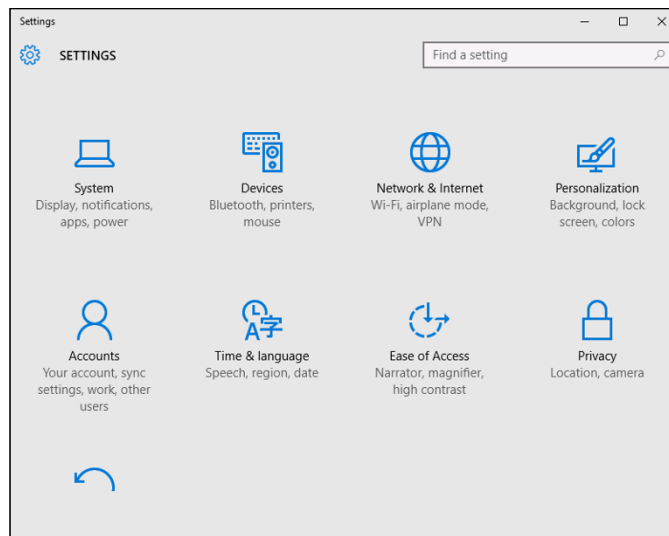 Settings
SETTINGS
Find a setting
System
Display, notifications,
apps, power
Devices
Bluetooth, printers,
mouse
Network & Internet
Wi-Fi, airplane mode,
VPN
Personalization
Background, lock
screen, colors
Accounts
Your account, sync
settings, work, other
users
Time & language
Speech, region, date
Ease of Access
Narrator, magnifier,
high contrast
Privacy
Location, camera